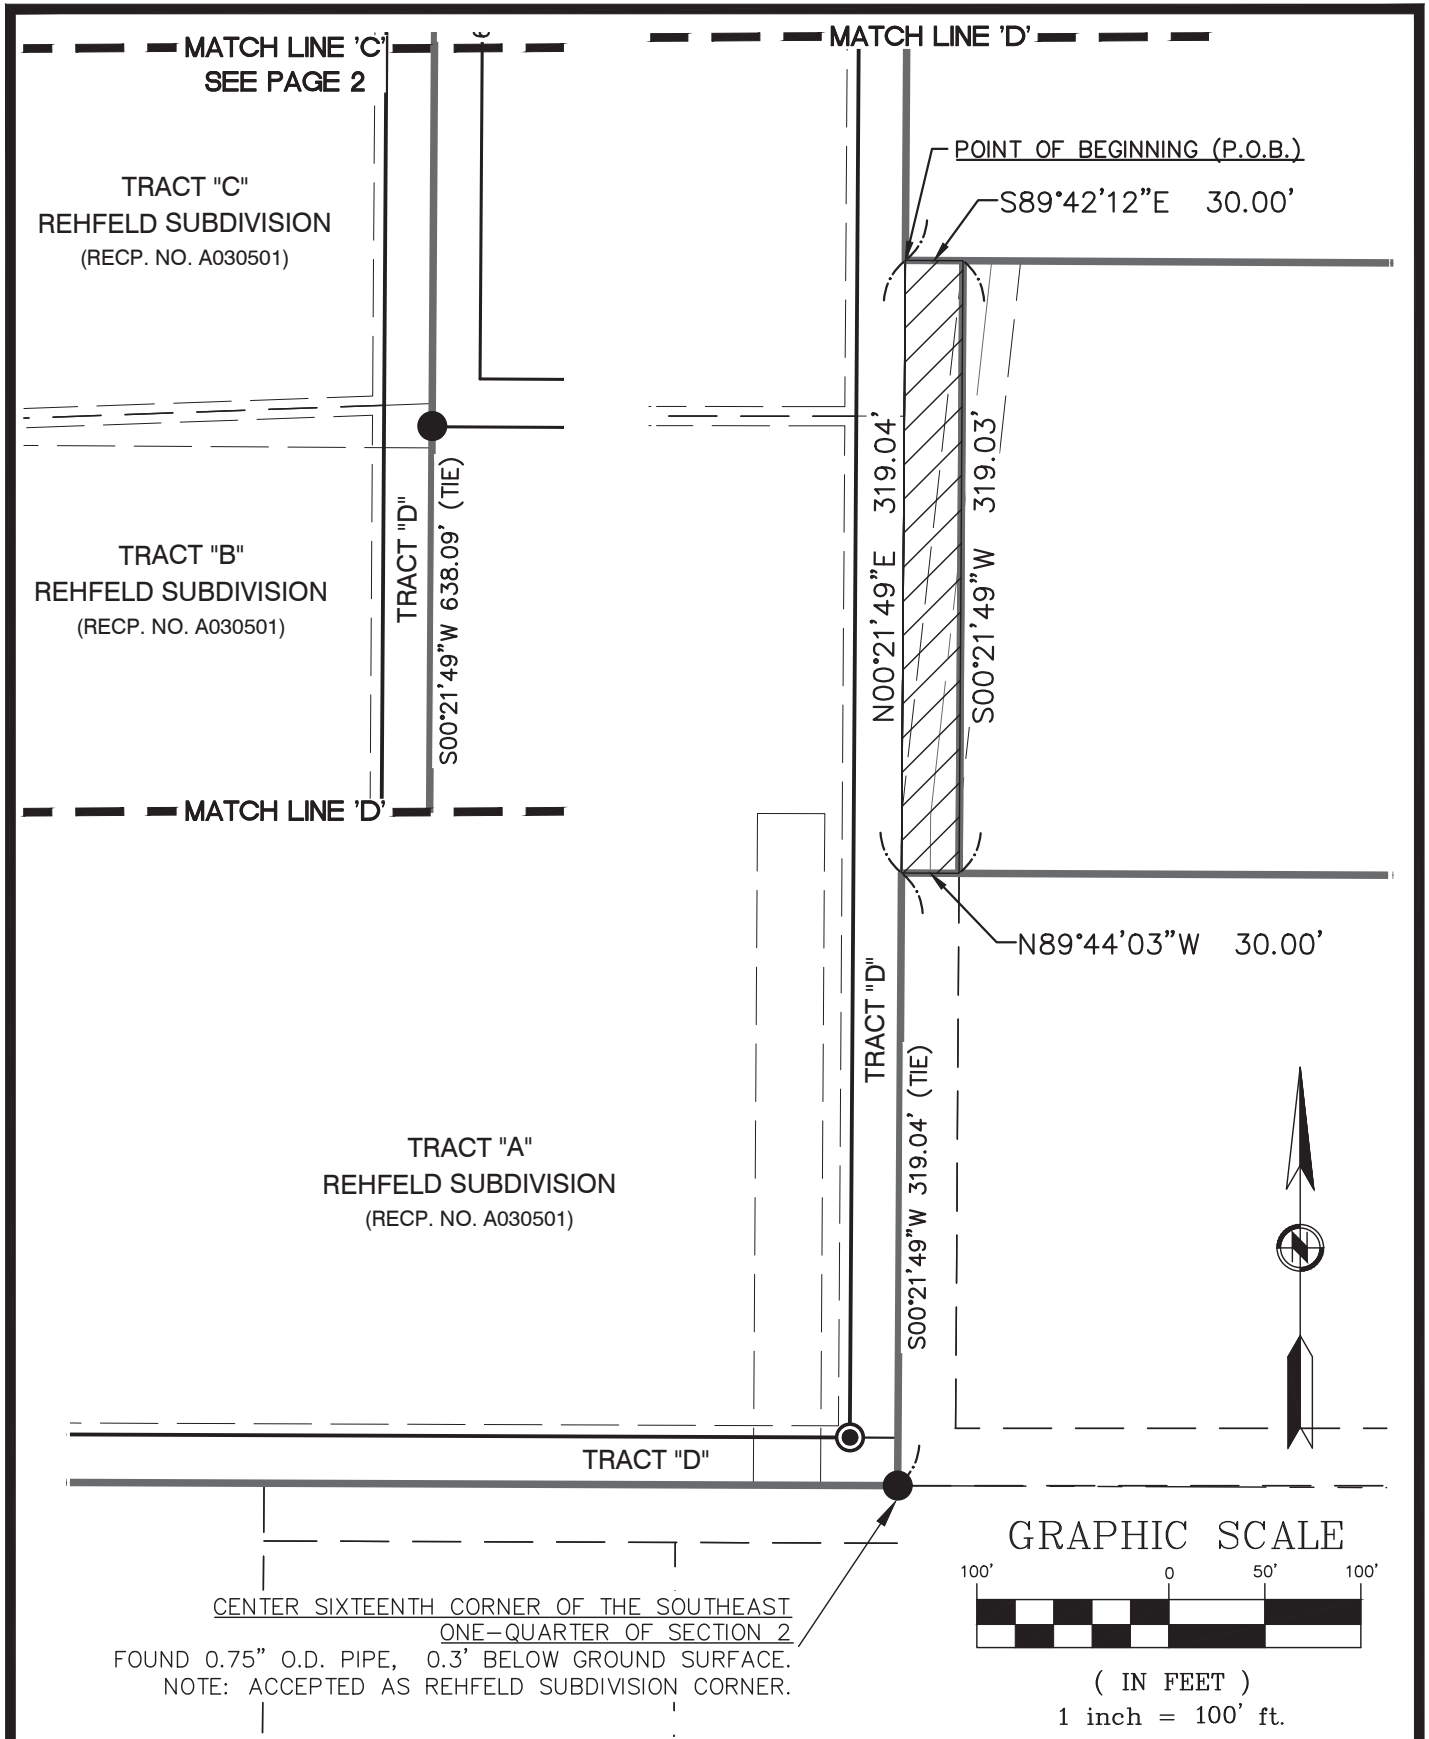 MATCH LINE 'C'
SEE PAGE 2
MATCH LINE 'D'
TRACT "C"
REHFELD SUBDIVISION
(RECP. NO. A030501)
POINT OF BEGINNING (P.O.B.)
S89°42'12"E 30.00'
TRACT "B"
REHFELD SUBDIVISION
(RECP. NO. A030501)
TRACT "D"
S00°21'49"W 638.09' (TIE)
N00°21'49"E 319.04'
S00°21'49"W 319.03'
MATCH LINE 'D'
N89°44'03"W 30.00'
TRACT "D"
S00°21'49"W 319.04' (TIE)
TRACT "A"
REHFELD SUBDIVISION
(RECP. NO. A030501)
N
TRACT "D"
CENTER SIXTEENTH CORNER OF THE SOUTHEAST
ONE-QUARTER OF SECTION 2
FOUND 0.75" O.D. PIPE, 0.3' BELOW GROUND SURFACE.
NOTE: ACCEPTED AS REHFELD SUBDIVISION CORNER.
GRAPHIC SCALE
100' 0 50' 100'
( IN FEET )
1 inch = 100' ft.